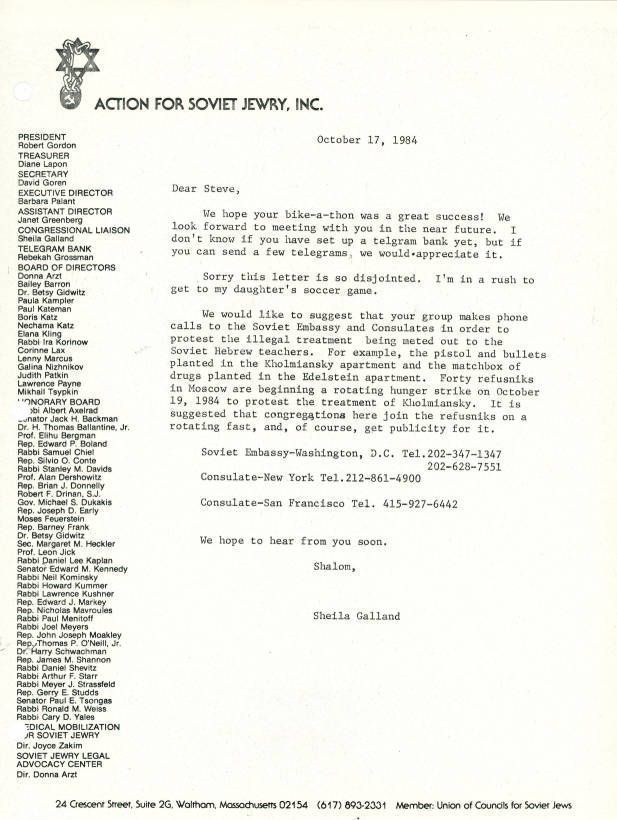 ACTION FOR SOVIET JEWRY, INC.
PRESIDENT
Robert Gordon
TREASURER
Diane Lapon
SECRETARY
David Goren
EXECUTIVE DIRECTOR
Barbara Palant
ASSISTANT DIRECTOR
Janet Greenberg
CONGRESSIONAL LIAISON
Sheila Galland
TELEGRAM BANK
Rebekah Grossman
BOARD OF DIRECTORS
Donna Arzt
Bailey Barron
Dr. Betsy Gidwitz
Paula Kampler
Paul Kateman
Boris Katz
Nechama Katz
Elana Kling
Rabbi Ira Korinow
Corinne Lax
Lenny Marcus
Galina Nizhnikov
Judith Patkin
Lawrence Payne
Mikhail Tsypkin
ONORARY BOARD
bi Albert Axelrad
nator Jack H. Backman
Dr. H. Thomas Ballantine, Jr.
Prof. Elihu Bergman
Rep. Edward P. Boland
Rabbi Samuel Chiel
Rep. Silvio O. Conte
Rabbi Stanley M. Davids
Prof. Alan Dershowitz
Rep. Brian J. Donnelly
Robert F. Drinan, S.J.
Gov. Michael S. Dukakis
Rep. Joseph D. Early
Moses Feuerstein
Rep. Barney Frank
Dr. Betsy Gidwitz
Sec. Margaret M. Heckler
Prof. Leon Jick
Rabbi Daniel Lee Kaplan
Senator Edward M. Kennedy
Rabbi Neil Kominsky
Rabbi Howard Kummer
Rabbi Lawrence Kushner
Rep. Edward J. Markey
Rep. Nicholas Mavroules
Rabbi Paul Menitoff
Rabbi Joel Meyers
Rep. John Joseph Moakley
Rep. Thomas P. O'Neill, Jr.
Dr. Harry Schwachman
Rep. James M. Shannon
Rabbi Daniel Shevitz
Rabbi Arthur F. Starr
Rabbi Meyer J. Strassfeld
Rep. Gerry E. Studds
Senator Paul E. Tsongas
Rabbi Ronald M. Weiss
Rabbi Cary D. Yales
EDICAL MOBILIZATION
R SOVIET JEWRY
Dir. Joyce Zakim
SOVIET JEWRY LEGAL
ADVOCACY CENTER
Dir. Donna Arzt
October 17, 1984
Dear Steve,
We hope your bike-a-thon was a great success! We
look forward to meeting with you in the near future. I
don't know if you have set up a telgram bank yet, but if
you can send a few telegrams, we would appreciate it.
Sorry this letter is so disjointed. I'm in a rush to
get to my daughter's soccer game.
We would like to suggest that your group makes phone
calls to the Soviet Embassy and Consulates in order to
protest the illegal treatment being meted out to the
Soviet Hebrew teachers. For example, the pistol and bullets
planted in the Kholmiansky apartment and the matchbox of
drugs planted in the Edelstein apartment. Forty refusniks
in Moscow are beginning a rotating hunger strike on October
19, 1984 to protest the treatment of Kholmiansky. It is
suggested that congregations here join the refusniks on a
rotating fast, and, of course, get publicity for it.
Soviet Embassy-Washington, D.C. Tel.202-347-1347
202-628-7551
Consulate-New York Tel.212-861-4900
Consulate-San Francisco Tel. 415-927-6442
We hope to hear from you soon.
Shalom,
Sheila Galland
24 Crescent Street, Suite 2G, Waltham, Massachusetts 02154 (617) 893-2331 Member: Union of Councils for Soviet Jews